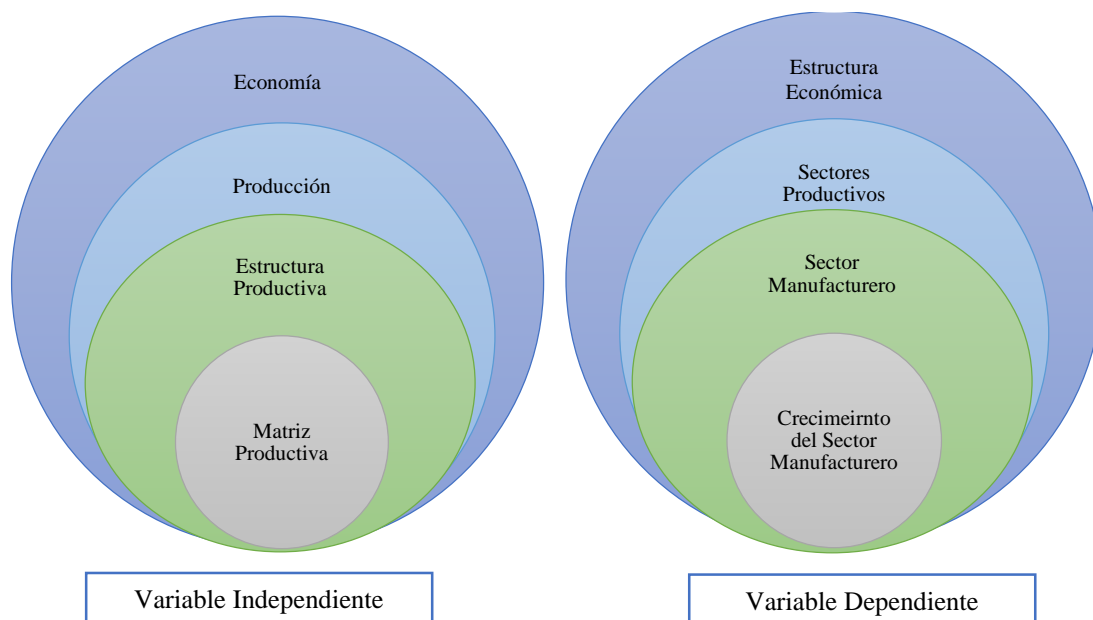 Economía
Producción
Estructura
Productiva
Matriz
Productiva
Variable Independiente
Estructura
Económica
Sectores
Productivos
Sector
Manufacturero
Crecimeirnto
del Sector
Manufacturero
Variable Dependiente